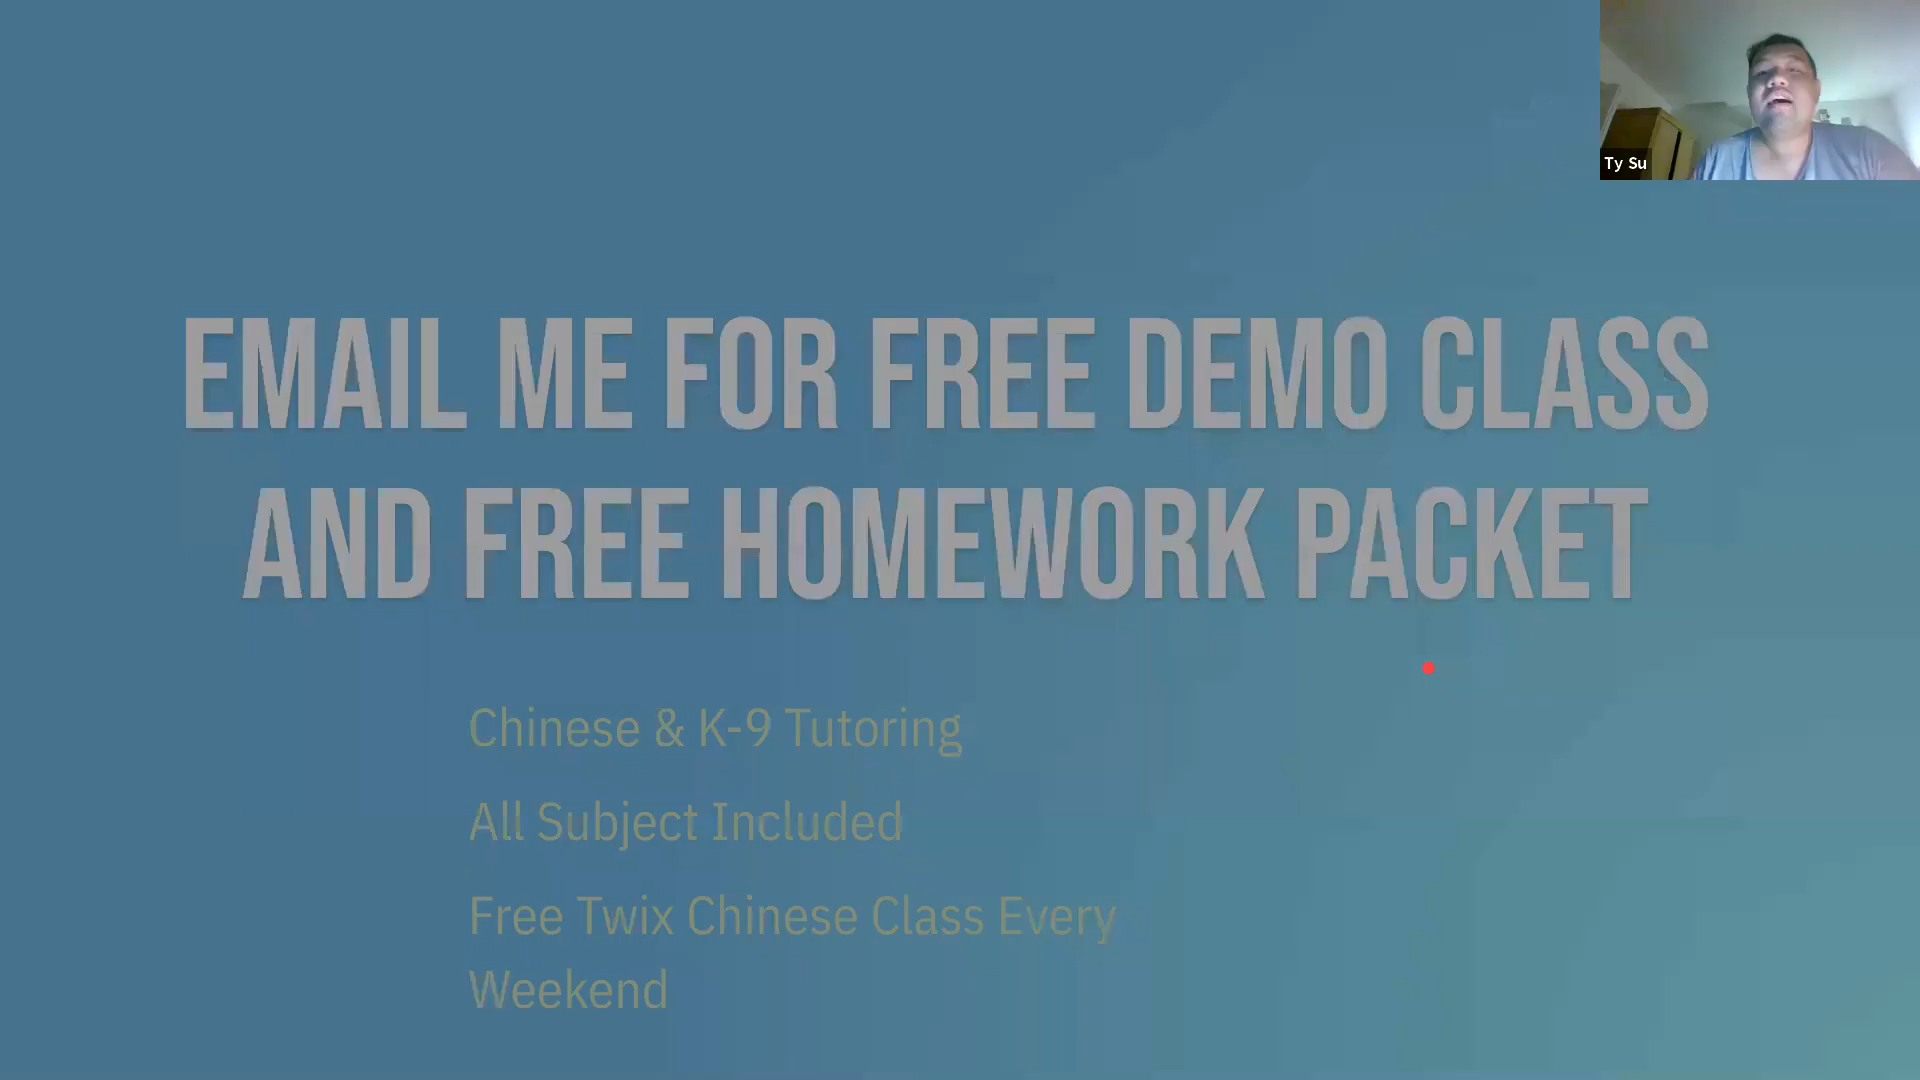 Ty Su
EMAIL ME FOR FREE DEMO CLASS
AND FREE HOMEWORK PACKET
Chinese & K-9 Tutoring
All Subject Included
Free Twix Chinese Class Every
Weekend